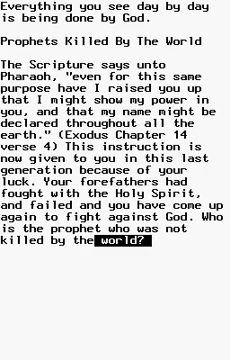 Everything you see day by day
is being done by God.
Prophets Killed By The World
The Scripture says unto
Pharaoh, "even for this same
purpose have I raised you up
that I might show my power in
you, and that my name might be
declared throughout all the
earth." (Exodus Chapter 14
verse 4) This instruction is
now given to you in this last
generation because of your
luck. Your forefathers had
fought with the Holy Spirit,
and failed and you have come up
again to fight against God. Who
is the prophet who was not
killed by the world?